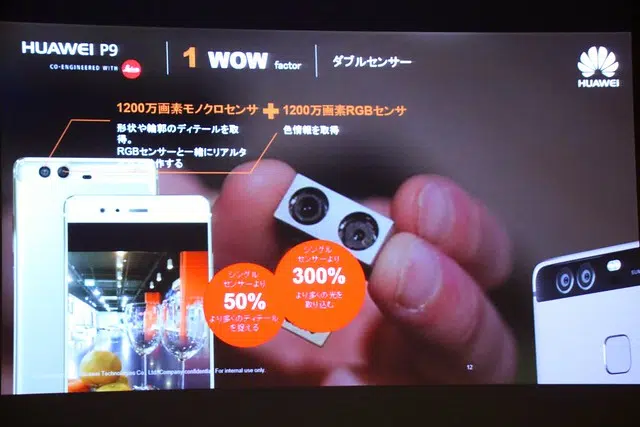 HUAWEI P9
CO-ENGINEERED WITH Leica
1 WOW factor
ダブルセンサー
HUAWEI
1200万画素モノクロセンサ + 1200万画素RGBセンサ
形状や輪郭のディテールを取
得。
RGBセンサーと一緒にリアルタ
作する
色情報を取得
シングル
センサーより
50%
より多くのディテール
を捉える
シングル
センサーより
300%
より多くの光を
取り込む
Huawei Technologies Co., Ltd. Company confidential. For internal use only.
12